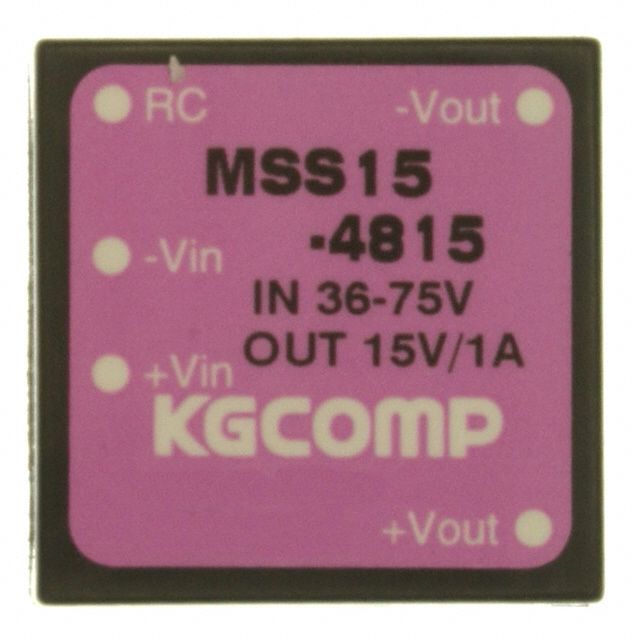 RC -Vout
MSS15
-4815
-Vin
IN 36-75V
OUT 15V/1A
+Vin
KGCOMP
+Vout